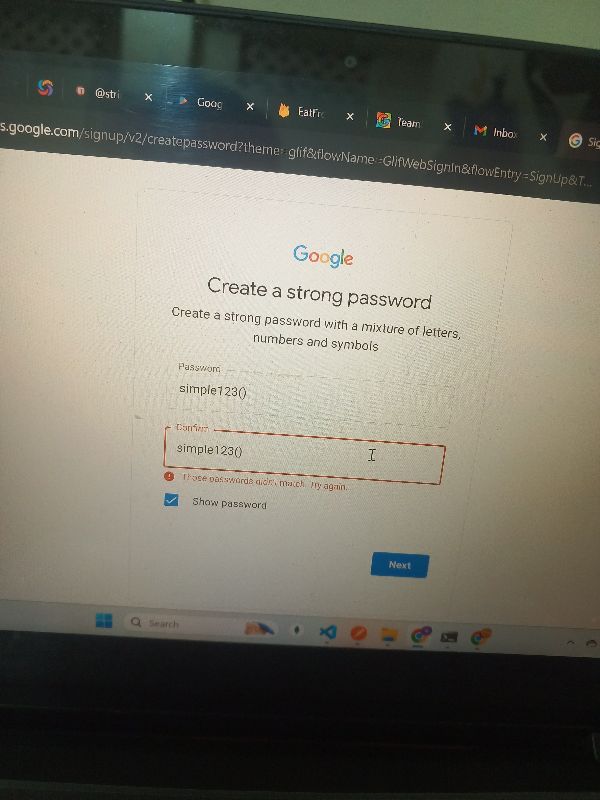 @stri
Goog
EatFr
Team
Inbox
Sig
s.google.com/signup/v2/createpassword?theme=glif&flowName=GlifWebSignIn&flowEntry=SignUp&T...
Google
Create a strong password
Create a strong password with a mixture of letters,
numbers and symbols
Password
simple123()
Confirm
simple123()
Those passwords didn't match. Try again.
Show password
Next
Search